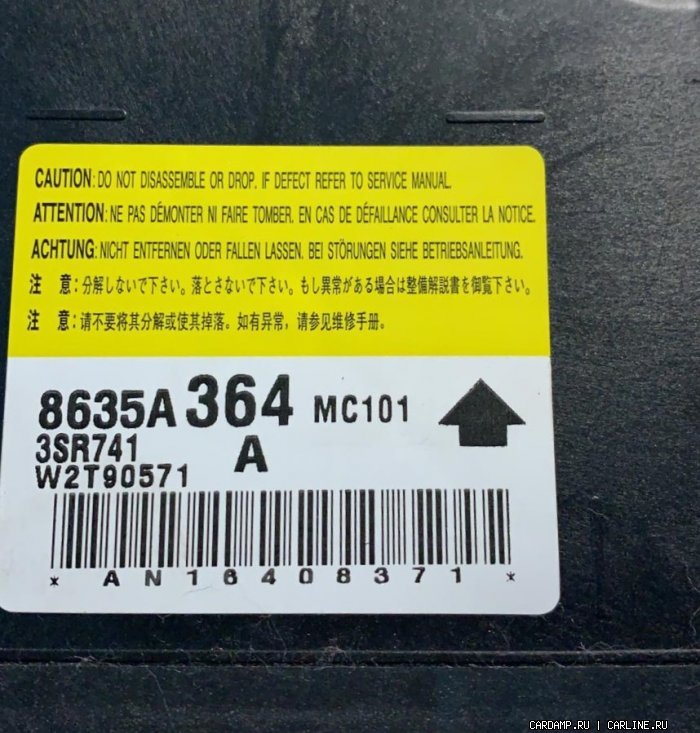 CAUTION: DO NOT DISASSEMBLE OR DROP. IF DEFECT REFER TO SERVICE MANUAL.
ATTENTION: NE PAS DÉMONTER NI FAIRE TOMBER. EN CAS DE DÉFAILLANCE CONSULTER LA NOTICE.
ACHTUNG: NICHT ENTFERNEN ODER FALLEN LASSEN. BEI STÖRUNGEN SIEHE BETRIEBSANLEITUNG.
注 意:分解しないで下さい。落とさないで下さい。もし異常がある場合は整備解説書を御覧下さい。
注 意:请不要将其分解或使其掉落。如有异常，请参见维修手册。
8635A364 MC101
3SR741 A
W2T90571
* AN16408371 *
CARDAMP.RU | CARLINE.RU